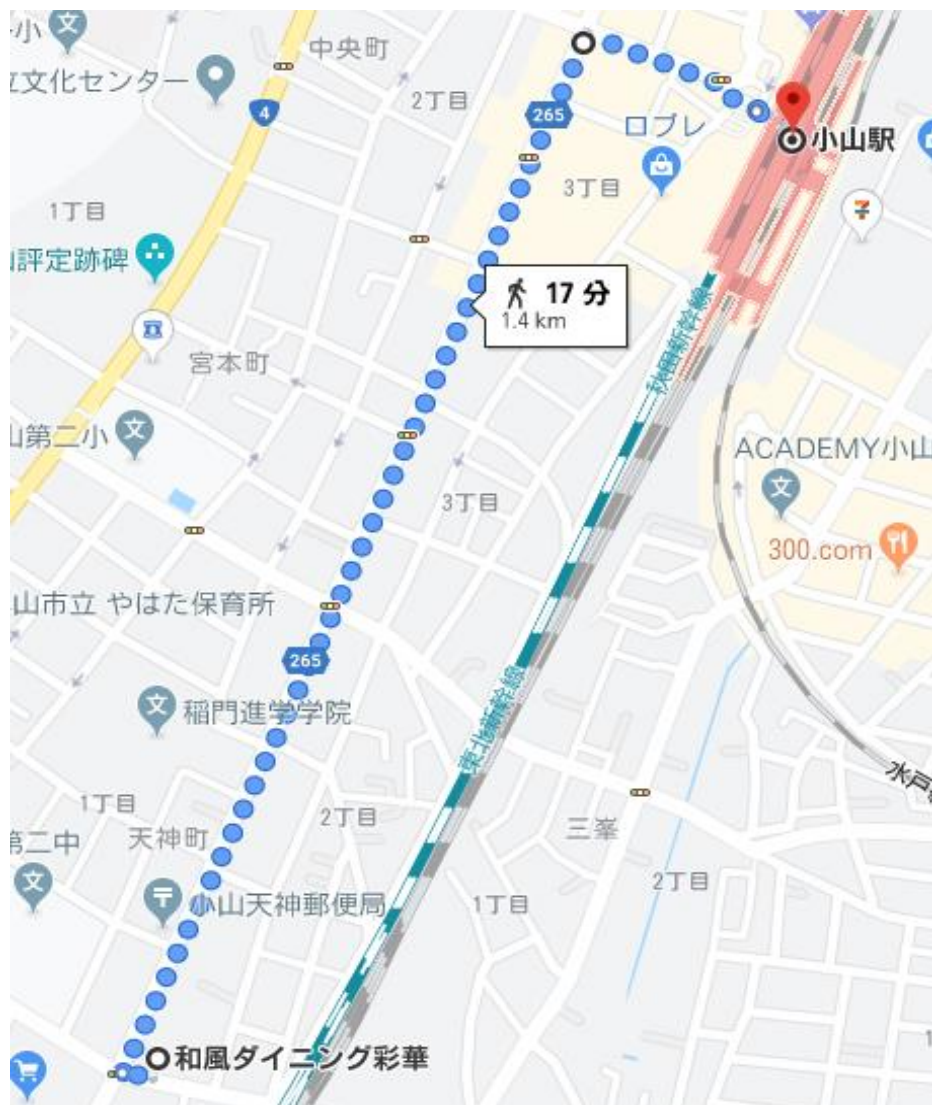 小
中央町
立文化センター
4
2丁目
265
ロブレ
小山駅
3丁目
1丁目
山評定跡碑
17 分
1.4 km
秋田新幹線
宮本町
山第二小
ACADEMY小山
3丁目
300.com
山市立 やはた保育所
265
稲門進学学院
東北新幹線
水戸
1丁目
2丁目
天神町
三峯
第二中
2丁目
小山天神郵便局
1丁目
和風ダイニング彩華